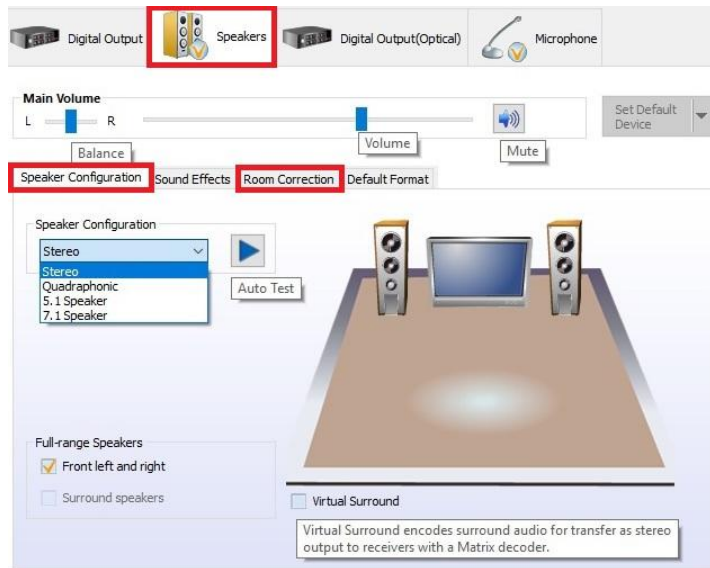 Digital Output
Speakers
Digital Output(Optical)
Microphone
Main Volume
L
R
Balance
Volume
Mute
Set Default
Device
Speaker Configuration
Sound Effects
Room Correction
Default Format
Speaker Configuration
Stereo
Stereo
Quadraphonic
5.1 Speaker
7.1 Speaker
Auto Test
Full-range Speakers
Front left and right
Surround speakers
Virtual Surround
Virtual Surround encodes surround audio for transfer as stereo
output to receivers with a Matrix decoder.